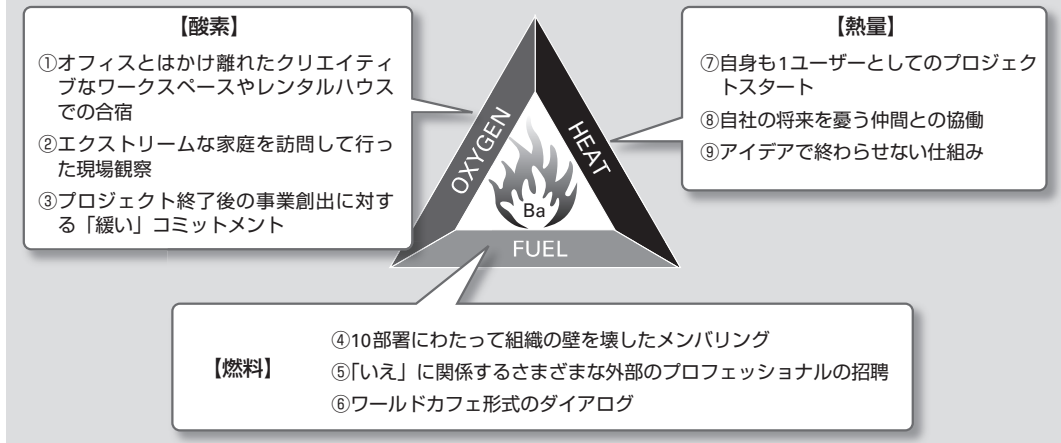 【酸素】
①オフィスとはかけ離れたクリエイティ
ブなワークスペースやレンタルハウス
での合宿
②エクストリームな家庭を訪問して行っ
た現場観察
③プロジェクト終了後の事業創出に対す
る「緩い」コミットメント
【熱量】
⑦自身も1ユーザーとしてのプロジェク
トスタート
⑧自社の将来を憂う仲間との協働
⑨アイデアで終わらせない仕組み
OXYGEN
HEAT
Ba
FUEL
【燃料】
④10部署にわたって組織の壁を壊したメンバリング
⑤「いえ」に関係するさまざまな外部のプロフェッショナルの招聘
⑥ワールドカフェ形式のダイアログ